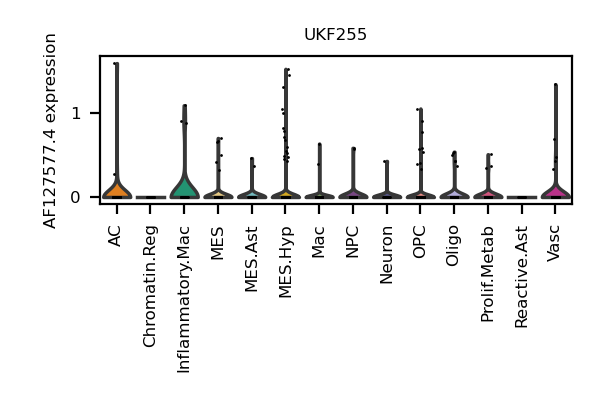 UKF255
AF127577.4 expression
1
0
AC
Chromatin.Reg
Inflammatory.Mac
MES
MES.Ast
MES.Hyp
Mac
NPC
Neuron
OPC
Oligo
Prolif.Metab
Reactive.Ast
Vasc